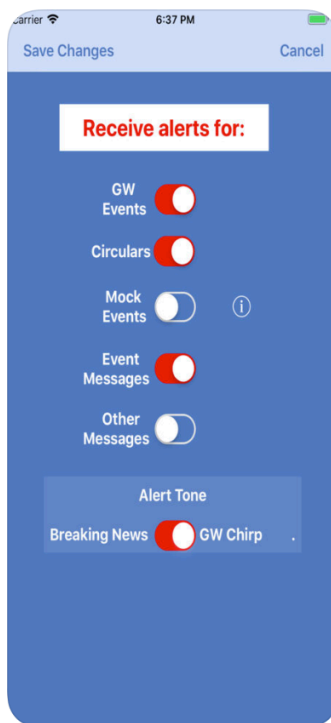 arrier 6:37 PM
Save Changes Cancel
Receive alerts for:
GW
Events
Circulars
Mock
Events
Event
Messages
Other
Messages
Alert Tone
Breaking News GW Chirp .